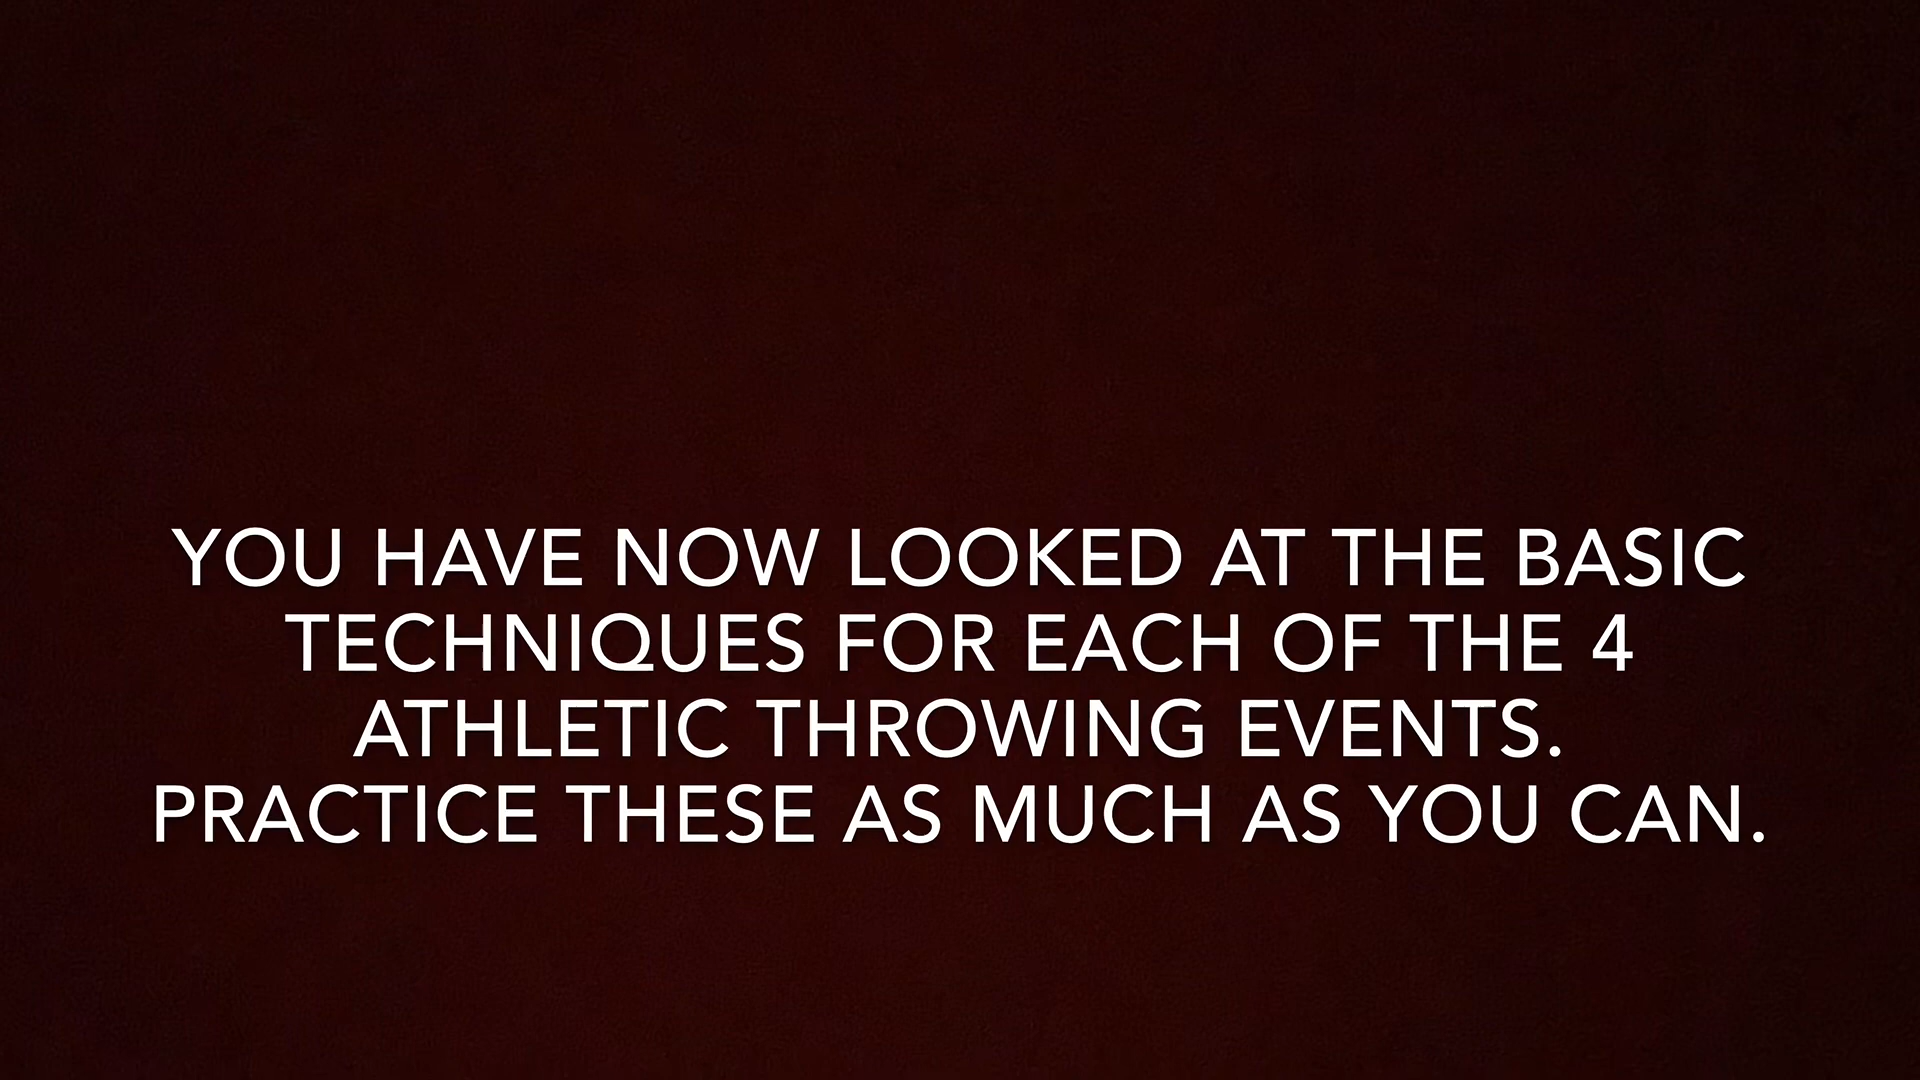 YOU HAVE NOW LOOKED AT THE BASIC
TECHNIQUES FOR EACH OF THE 4
ATHLETIC THROWING EVENTS.
PRACTICE THESE AS MUCH AS YOU CAN.